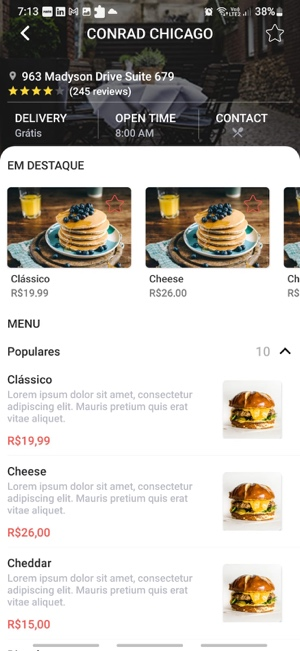 7:13
38%
CONRAD CHICAGO
963 Madyson Drive Suite 679
(245 reviews)
DELIVERY
Grátis
OPEN TIME
8:00 AM
CONTACT
EM DESTAQUE
Clássico
R$19,99
Cheese
R$26,00
Ch
R$
MENU
Populares
10
Clássico
Lorem ipsum dolor sit amet, consectetur
adipiscing elit. Mauris pretium quis erat
vitae aliquet.
R$19,99
Cheese
Lorem ipsum dolor sit amet, consectetur
adipiscing elit. Mauris pretium quis erat
vitae aliquet.
R$26,00
Cheddar
Lorem ipsum dolor sit amet, consectetur
adipiscing elit. Mauris pretium quis erat
vitae aliquet.
R$15,00